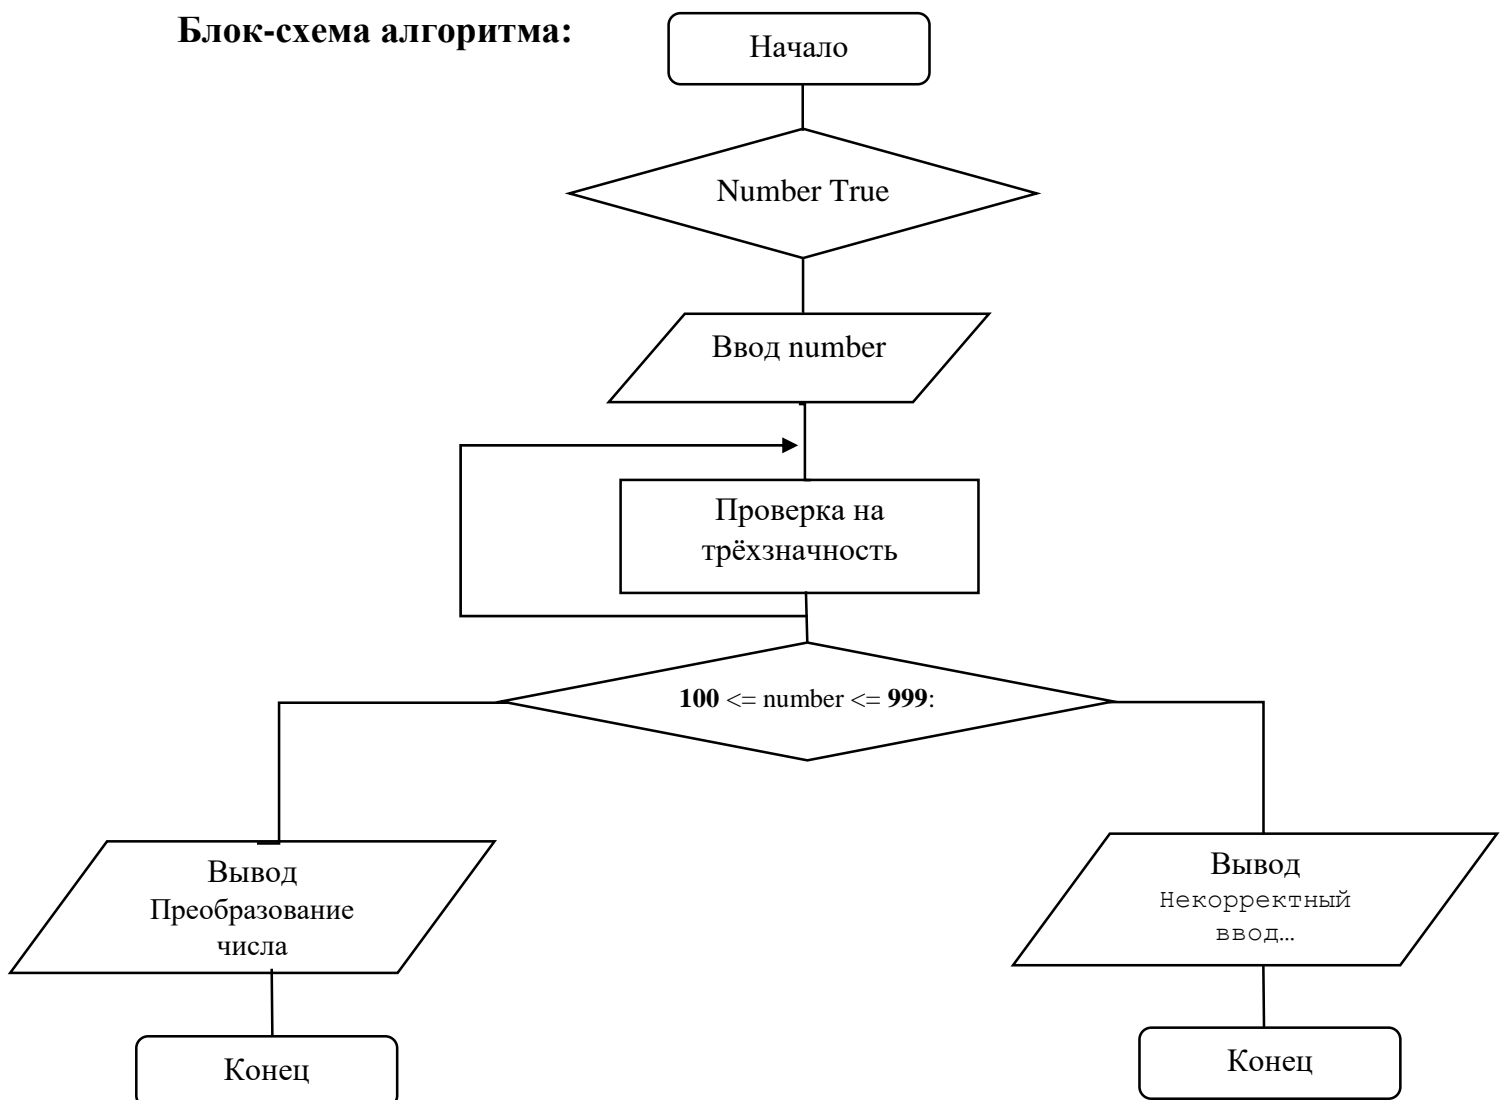 Блок-схема алгоритма:
Начало
Number True
Ввод number
Проверка на
трёхзначность
100 <= number <= 999:
Вывод
Преобразование
числа
Вывод
Некорректный
ввод…
Конец
Конец